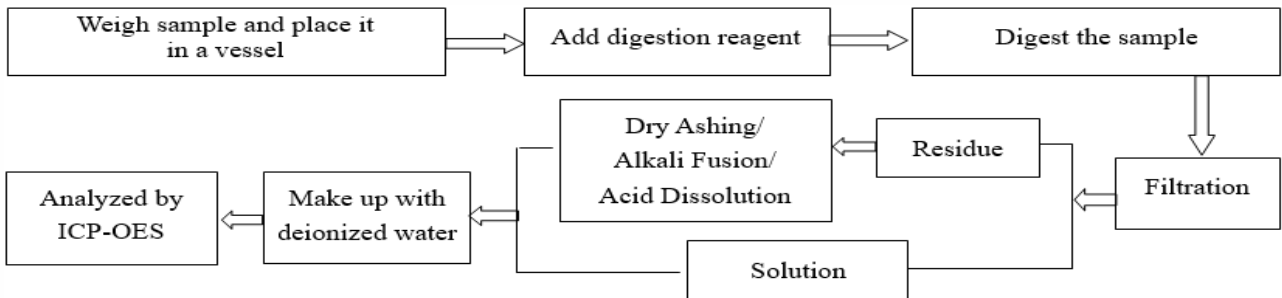 Weigh sample and place it
in a vessel
Add digestion reagent
Digest the sample
Filtration
Residue
Dry Ashing/
Alkali Fusion/
Acid Dissolution
Solution
Make up with
deionized water
Analyzed by
ICP-OES